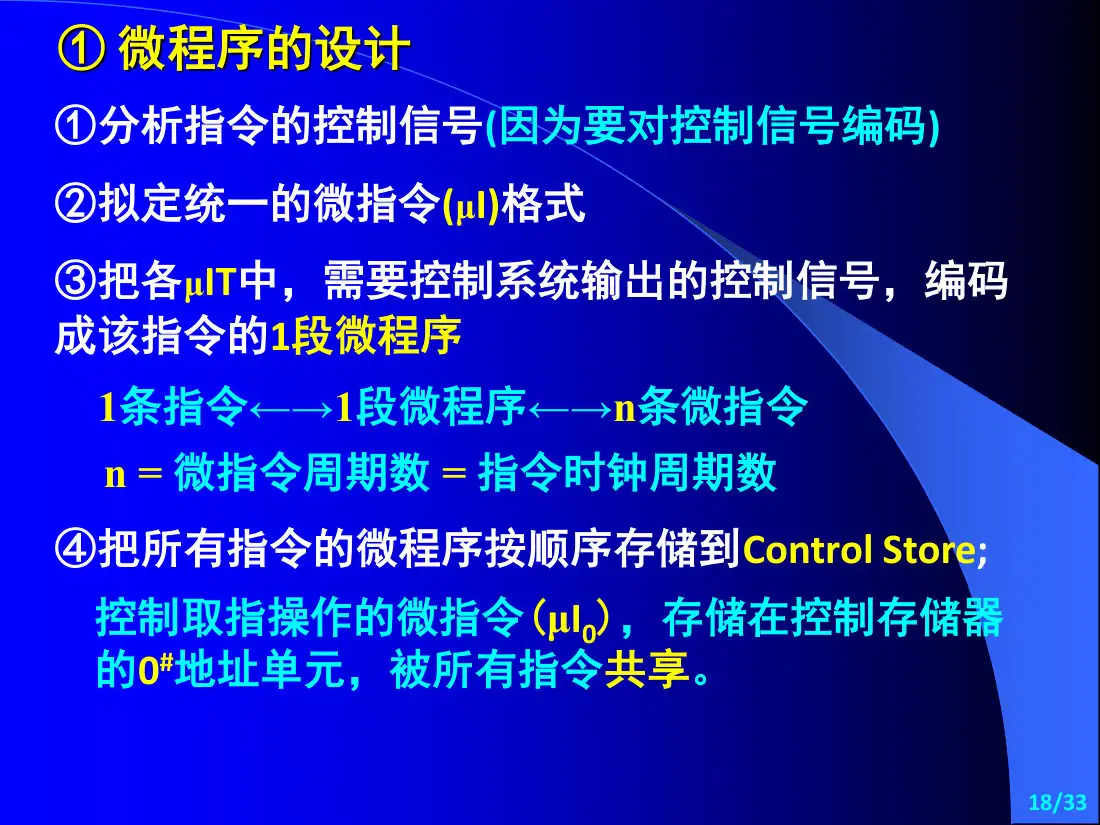 ① 微程序的设计
①分析指令的控制信号(因为要对控制信号编码)
②拟定统一的微指令(μI)格式
③把各μIT中，需要控制系统输出的控制信号，编码
成该指令的1段微程序
1条指令←→1段微程序←→n条微指令
n = 微指令周期数 = 指令时钟周期数
④把所有指令的微程序按顺序存储到Control Store;
控制取指操作的微指令(μI₀)，存储在控制存储器
的0#地址单元，被所有指令共享。
18/33